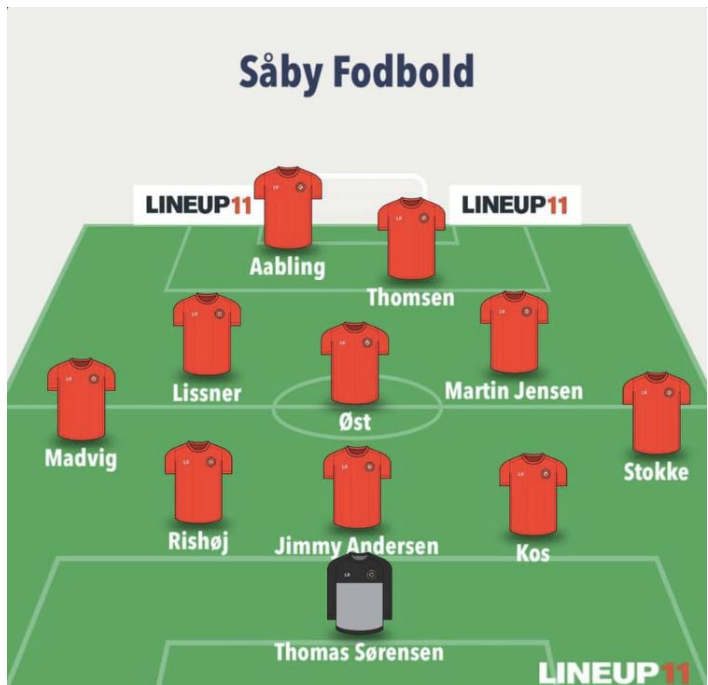 Såby Fodbold
LINEUP11
LINEUP11
Aabling
Thomsen
Lissner
Martin Jensen
Øst
Madvig
Stokke
Rishøj
Jimmy Andersen
Kos
Thomas Sørensen
LINEUP11